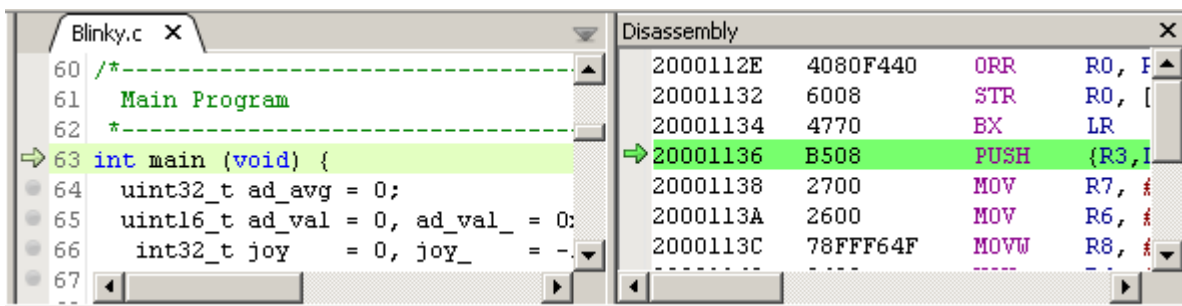 Blinky.c
60 /*-------------------------------------
61 Main Program
62 *-------------------------------------
63 int main (void) {
64 uint32_t ad_avg = 0;
65 uint16_t ad_val = 0, ad_val_ = 0
66 int32_t joy = 0, joy_ = -
67
Disassembly
2000112E 4080F440 ORR R0,
20001132 6008 STR R0, [
20001134 4770 BX LR
20001136 B508 PUSH {R3,
20001138 2700 MOV R7, #
2000113A 2600 MOV R6, #
2000113C 78FFF64F MOVW R8, #